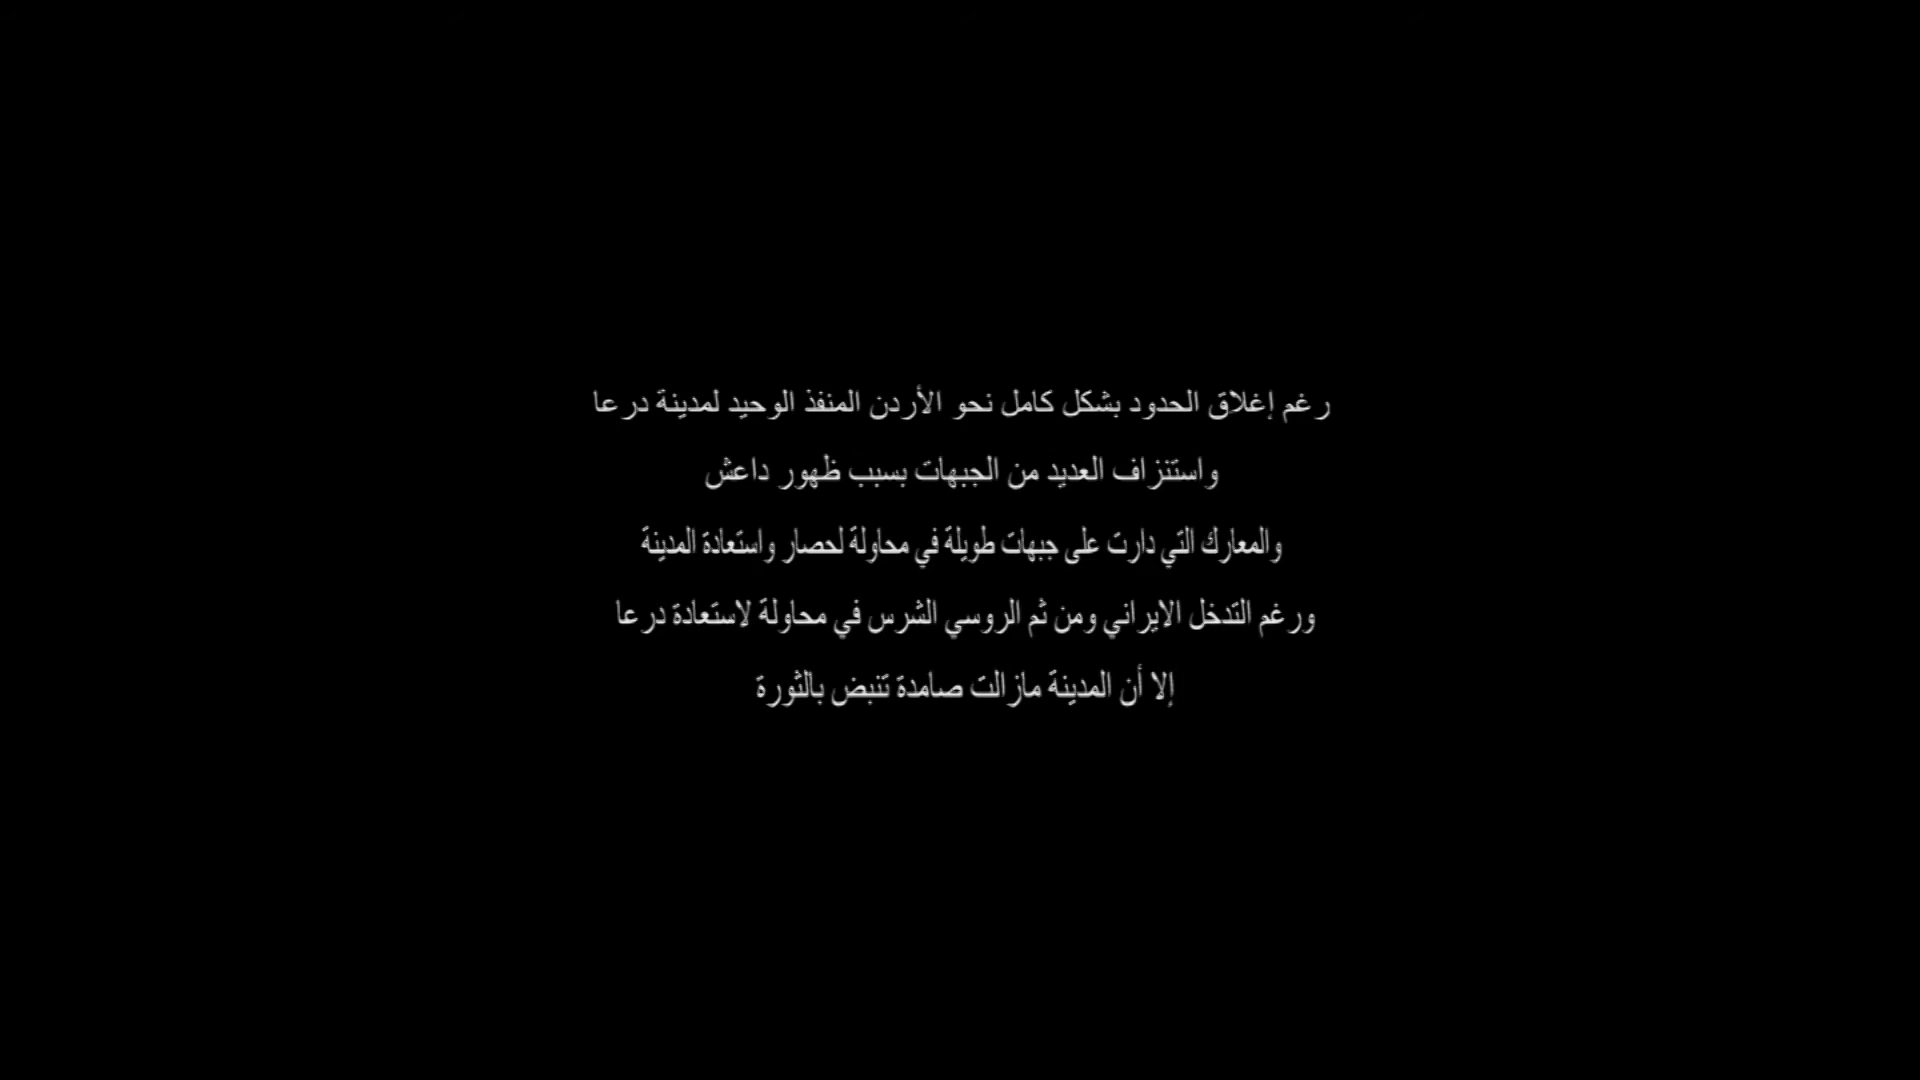 رغم إغلاق الحدود بشكل كامل نحو الأردن المنفذ الوحيد لمدينة درعا
واستنزاف العديد من الجبهات بسبب ظهور داعش
والمعارك التي دارت على جبهات طويلة في محاولة لحصار واستعادة المدينة
ورغم التدخل الايراني ومن ثم الروسي الشرس في محاولة لاستعادة درعا
إلا أن المدينة مازالت صامدة تنبض بالثورة